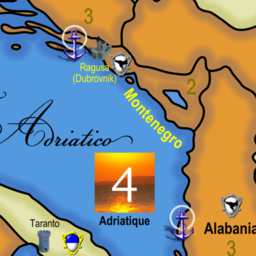 3
Ragusa
(Dubrovnik)
2
Montenegro
Adriatico
4
Adriatique
Taranto
Alabania
3